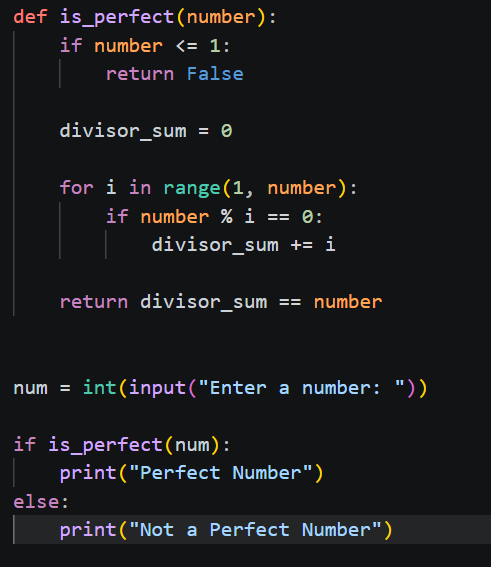 def is_perfect(number):
    if number <= 1:
        return False

    divisor_sum = 0

    for i in range(1, number):
        if number % i == 0:
            divisor_sum += i

    return divisor_sum == number


num = int(input("Enter a number: "))

if is_perfect(num):
    print("Perfect Number")
else:
    print("Not a Perfect Number")